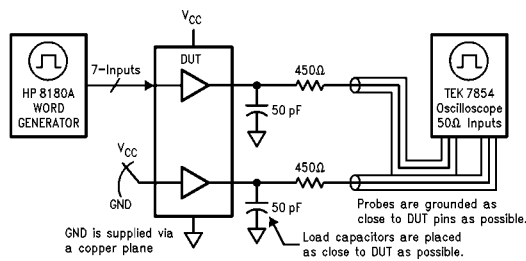 V_CC
HP 8180A
WORD
GENERATOR
7-Inputs
DUT
450Ω
50 pF
TEK 7854
Oscilloscope
50Ω Inputs
V_CC
GND
450Ω
50 pF
GND is supplied via
a copper plane
Probes are grounded as
close to DUT pins as possible.
Load capacitors are placed
as close to DUT as possible.